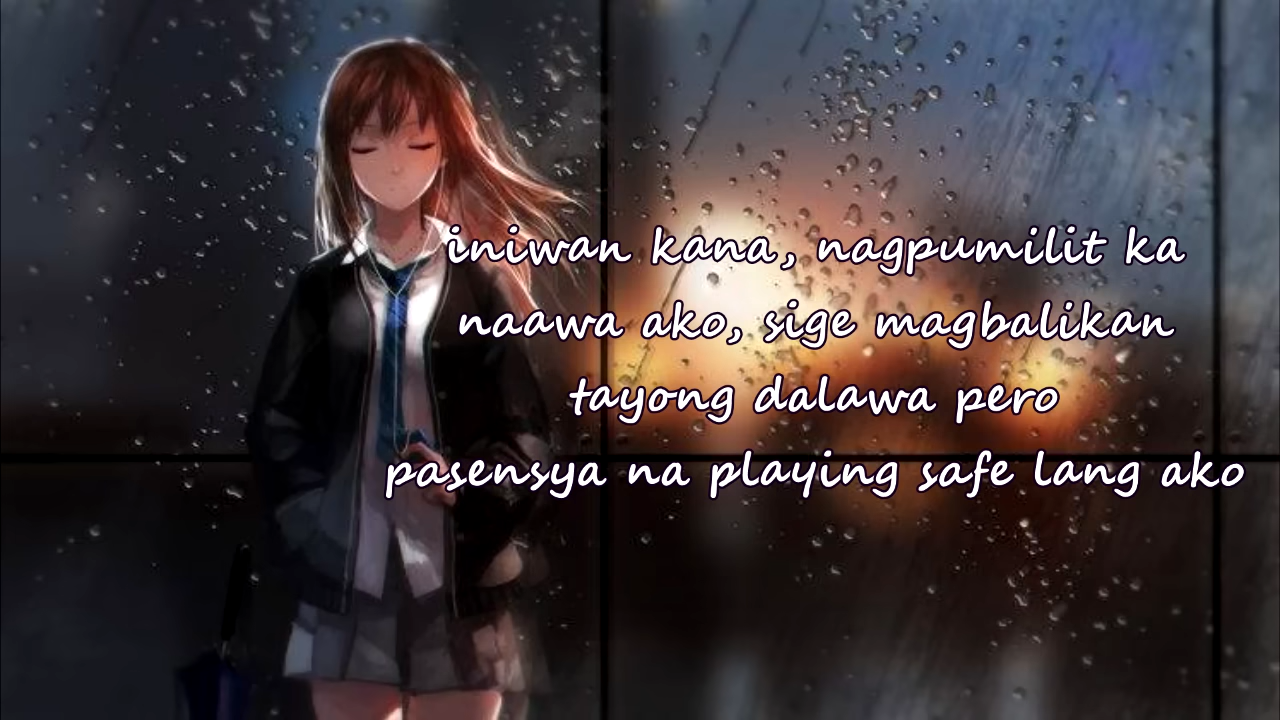 iniwan kana, nagpumilit ka
naawa ako, sige magbalikan
tayong dalawa pero
pasensya na playing safe lang ako